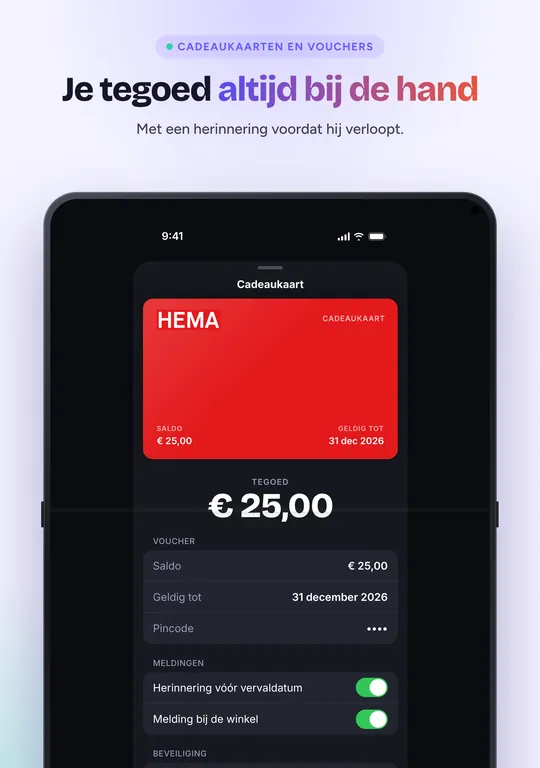 CADEAUKAARTEN EN VOUCHERS
Je tegoed altijd bij de hand
Met een herinnering voordat hij verloopt.
9:41
Cadeaukaart
HEMA
CADEAUKAART
SALDO
GELDIG TOT
€ 25,00
31 dec 2026
TEGOED
€ 25,00
VOUCHER
Saldo
€ 25,00
Geldig tot
31 december 2026
Pincode
••••
MELDINGEN
Herinnering vóór vervaldatum
Melding bij de winkel
BEVEILIGING